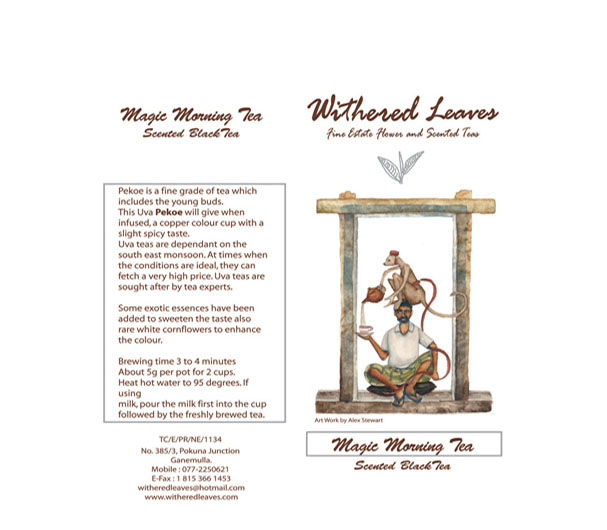 Magic Morning Tea
Scented BlackTea
Pekoe is a fine grade of tea which
includes the young buds.
This Uva Pekoe will give when
infused, a copper colour cup with a
slight spicy taste.
Uva teas are dependant on the
south east monsoon. At times when
the conditions are ideal, they can
fetch a very high price. Uva teas are
sought after by tea experts.
Some exotic essences have been
added to sweeten the taste also
rare white cornflowers to enhance
the colour.
Brewing time 3 to 4 minutes
About 5g per pot for 2 cups.
Heat hot water to 95 degrees. If
using
milk, pour the milk first into the cup
followed by the freshly brewed tea.
TC/E/PR/NE/1134
No. 385/3, Pokuna Junction
Ganemulla.
Mobile : 077-2250621
E-Fax : 1 815 366 1453
witheredleaves@hotmail.com
www.witheredleaves.com
Withered Leaves
Fine Estate Flower and Scented Teas
Art Work by Alex Stewart
Magic Morning Tea
Scented BlackTea